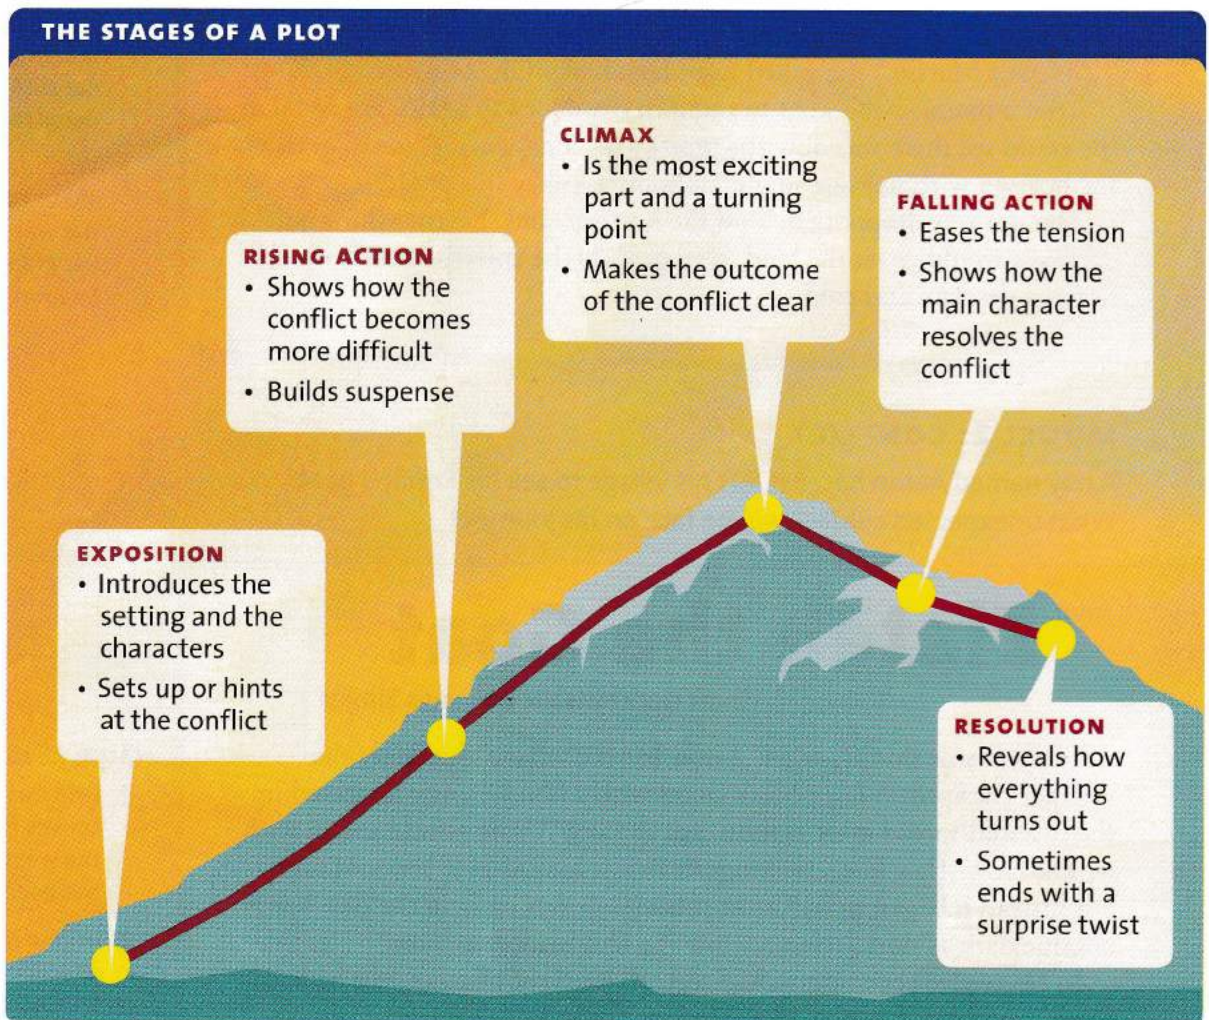 THE STAGES OF A PLOT
EXPOSITION
• Introduces the
setting and the
characters
• Sets up or hints
at the conflict
RISING ACTION
• Shows how the
conflict becomes
more difficult
• Builds suspense
CLIMAX
• Is the most exciting
part and a turning
point
• Makes the outcome
of the conflict clear
FALLING ACTION
• Eases the tension
• Shows how the
main character
resolves the
conflict
RESOLUTION
• Reveals how
everything
turns out
• Sometimes
ends with a
surprise twist